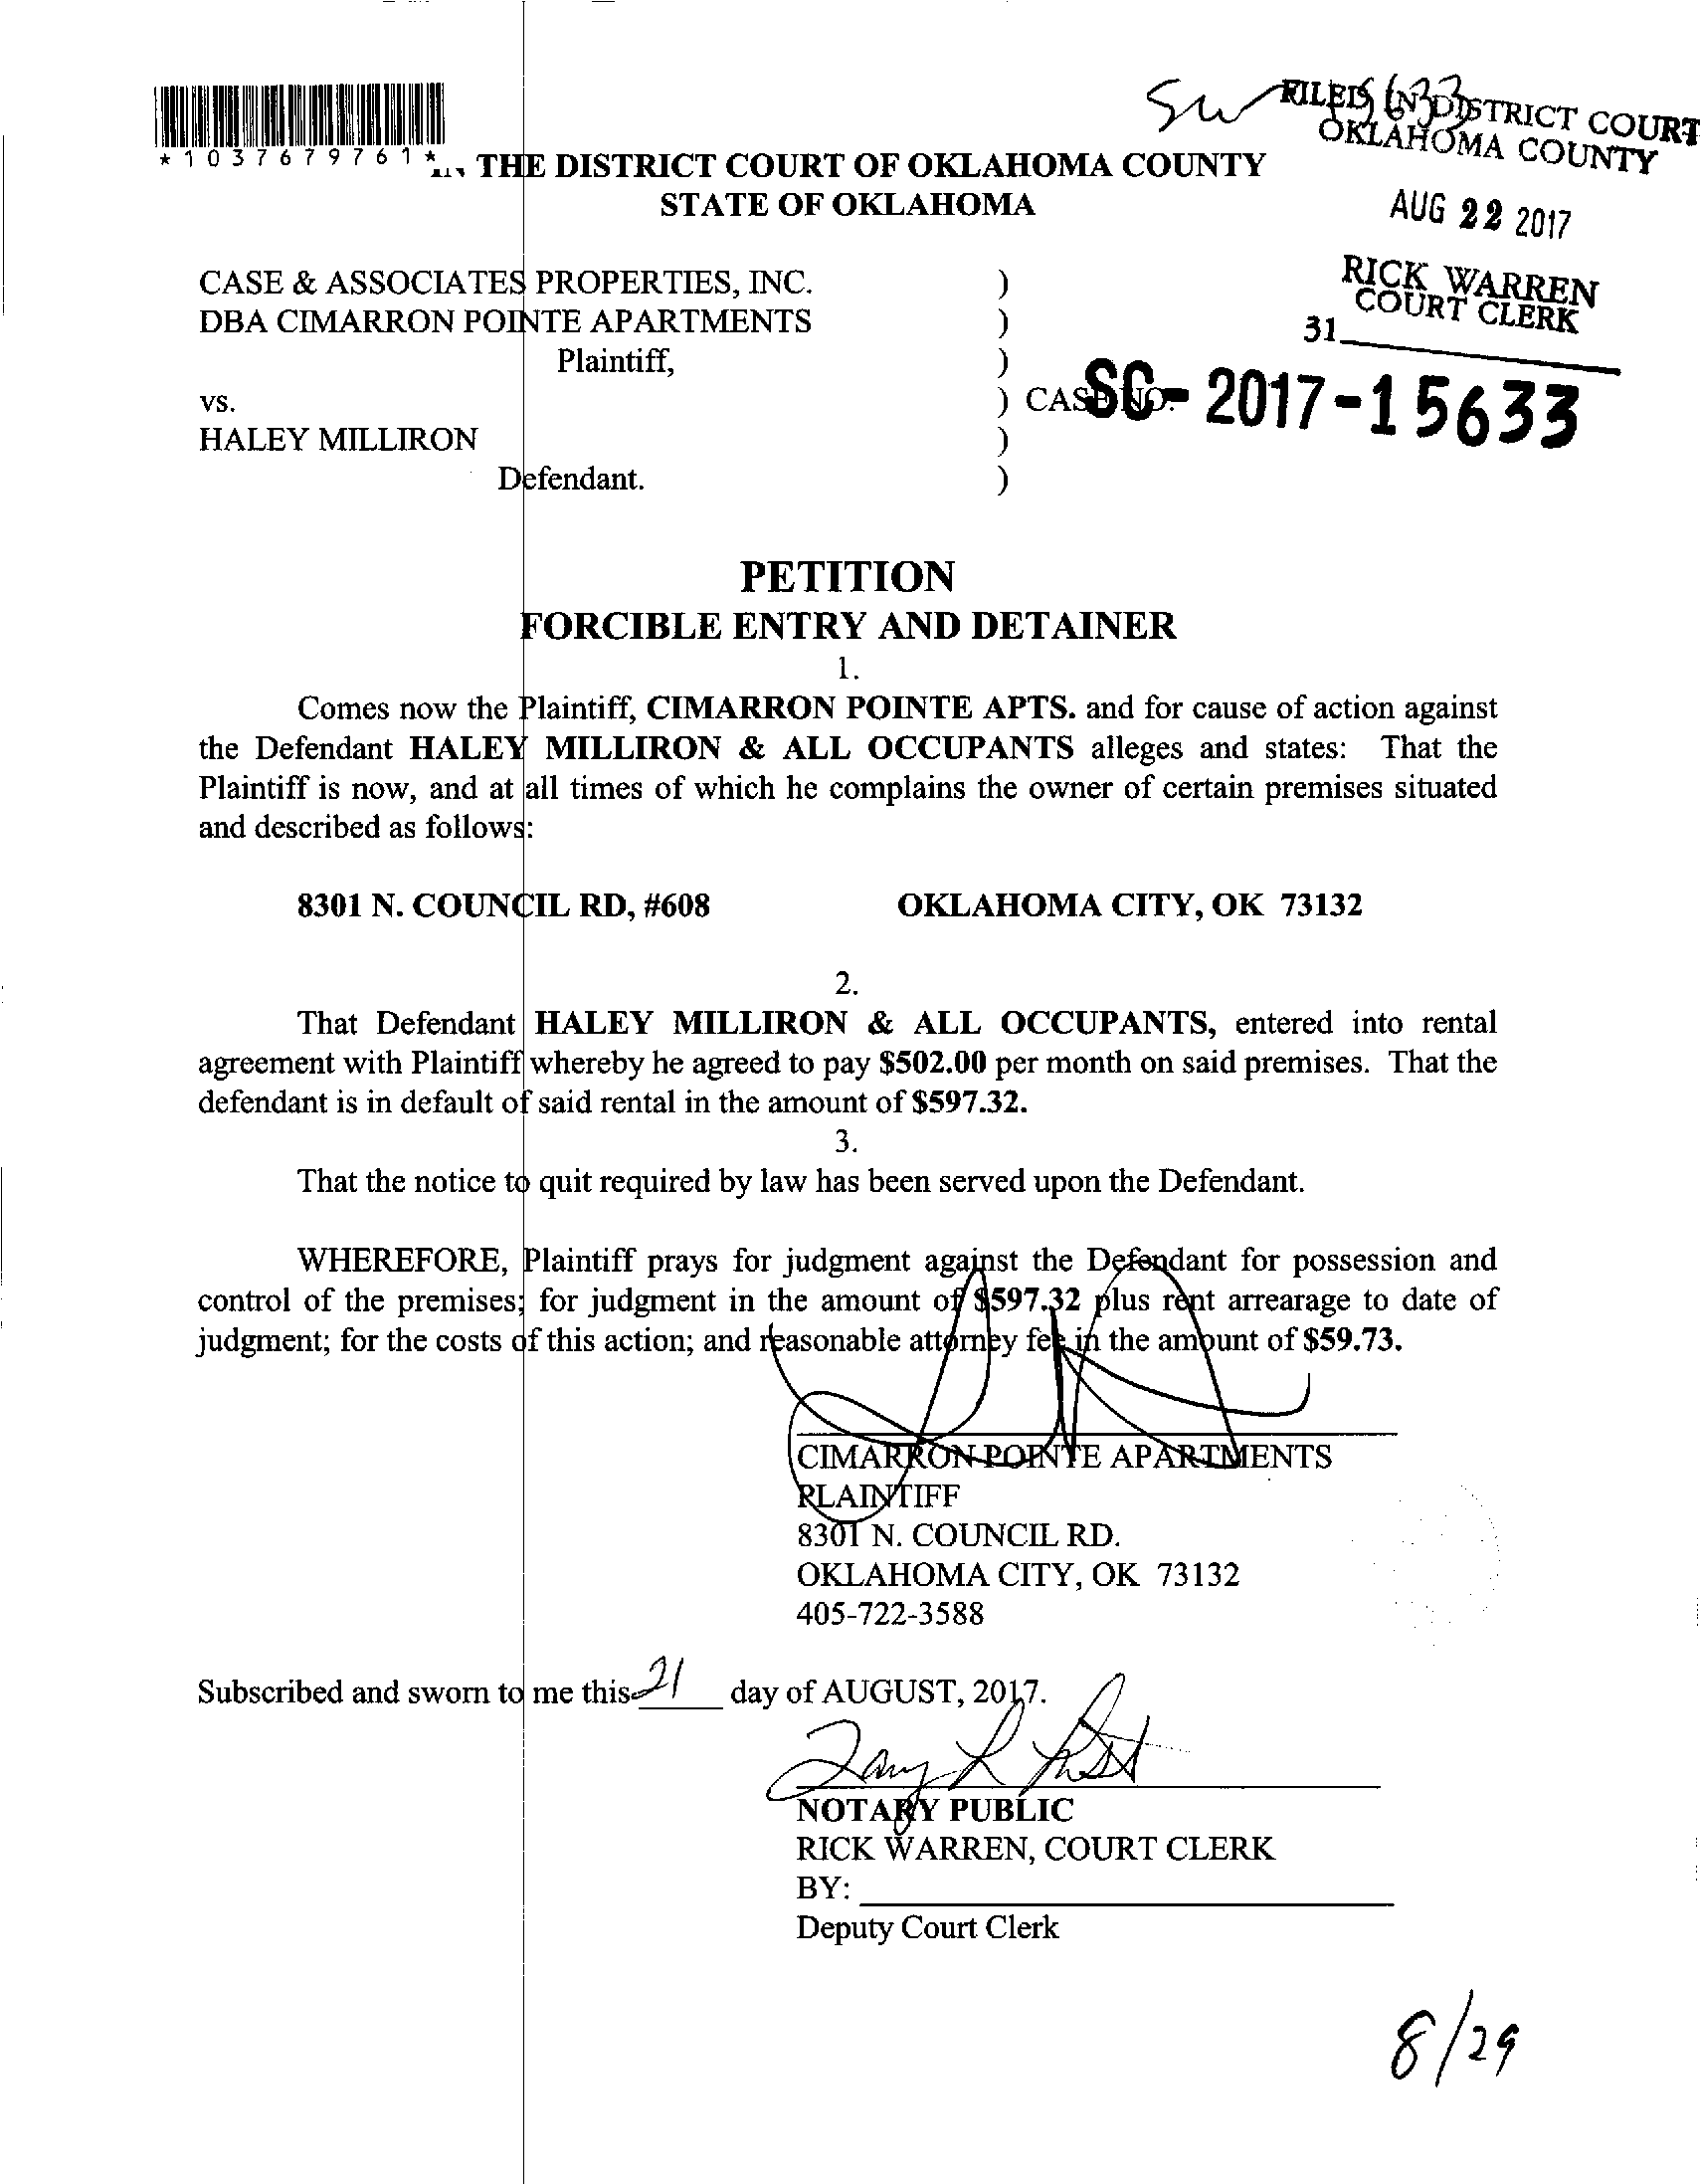 SW 15633
FILED IN DISTRICT COURT
OKLAHOMA COUNTY
*1037679761*
THE DISTRICT COURT OF OKLAHOMA COUNTY
STATE OF OKLAHOMA
AUG 22 2017
RICK WARREN
COURT CLERK
31
CASE & ASSOCIATES PROPERTIES, INC. )
DBA CIMARRON POINTE APARTMENTS )
Plaintiff, )
vs. ) CASE NO. SC-2017-15633
HALEY MILLIRON )
Defendant. )
PETITION
FORCIBLE ENTRY AND DETAINER
1.
Comes now the Plaintiff, CIMARRON POINTE APTS. and for cause of action against
the Defendant HALEY MILLIRON & ALL OCCUPANTS alleges and states: That the
Plaintiff is now, and at all times of which he complains the owner of certain premises situated
and described as follows:
8301 N. COUNCIL RD, #608 OKLAHOMA CITY, OK 73132
2.
That Defendant HALEY MILLIRON & ALL OCCUPANTS, entered into rental
agreement with Plaintiff whereby he agreed to pay $502.00 per month on said premises. That the
defendant is in default of said rental in the amount of $597.32.
3.
That the notice to quit required by law has been served upon the Defendant.
WHEREFORE, Plaintiff prays for judgment against the Defendant for possession and
control of the premises; for judgment in the amount of $597.32 plus rent arrearage to date of
judgment; for the costs of this action; and reasonable attorney fee in the amount of $59.73.
CIMARRON POINTE APARTMENTS
PLAINTIFF
8301 N. COUNCIL RD.
OKLAHOMA CITY, OK 73132
405-722-3588
Subscribed and sworn to me this 21 day of AUGUST, 2017.
NOTARY PUBLIC
RICK WARREN, COURT CLERK
BY:
Deputy Court Clerk
8/29